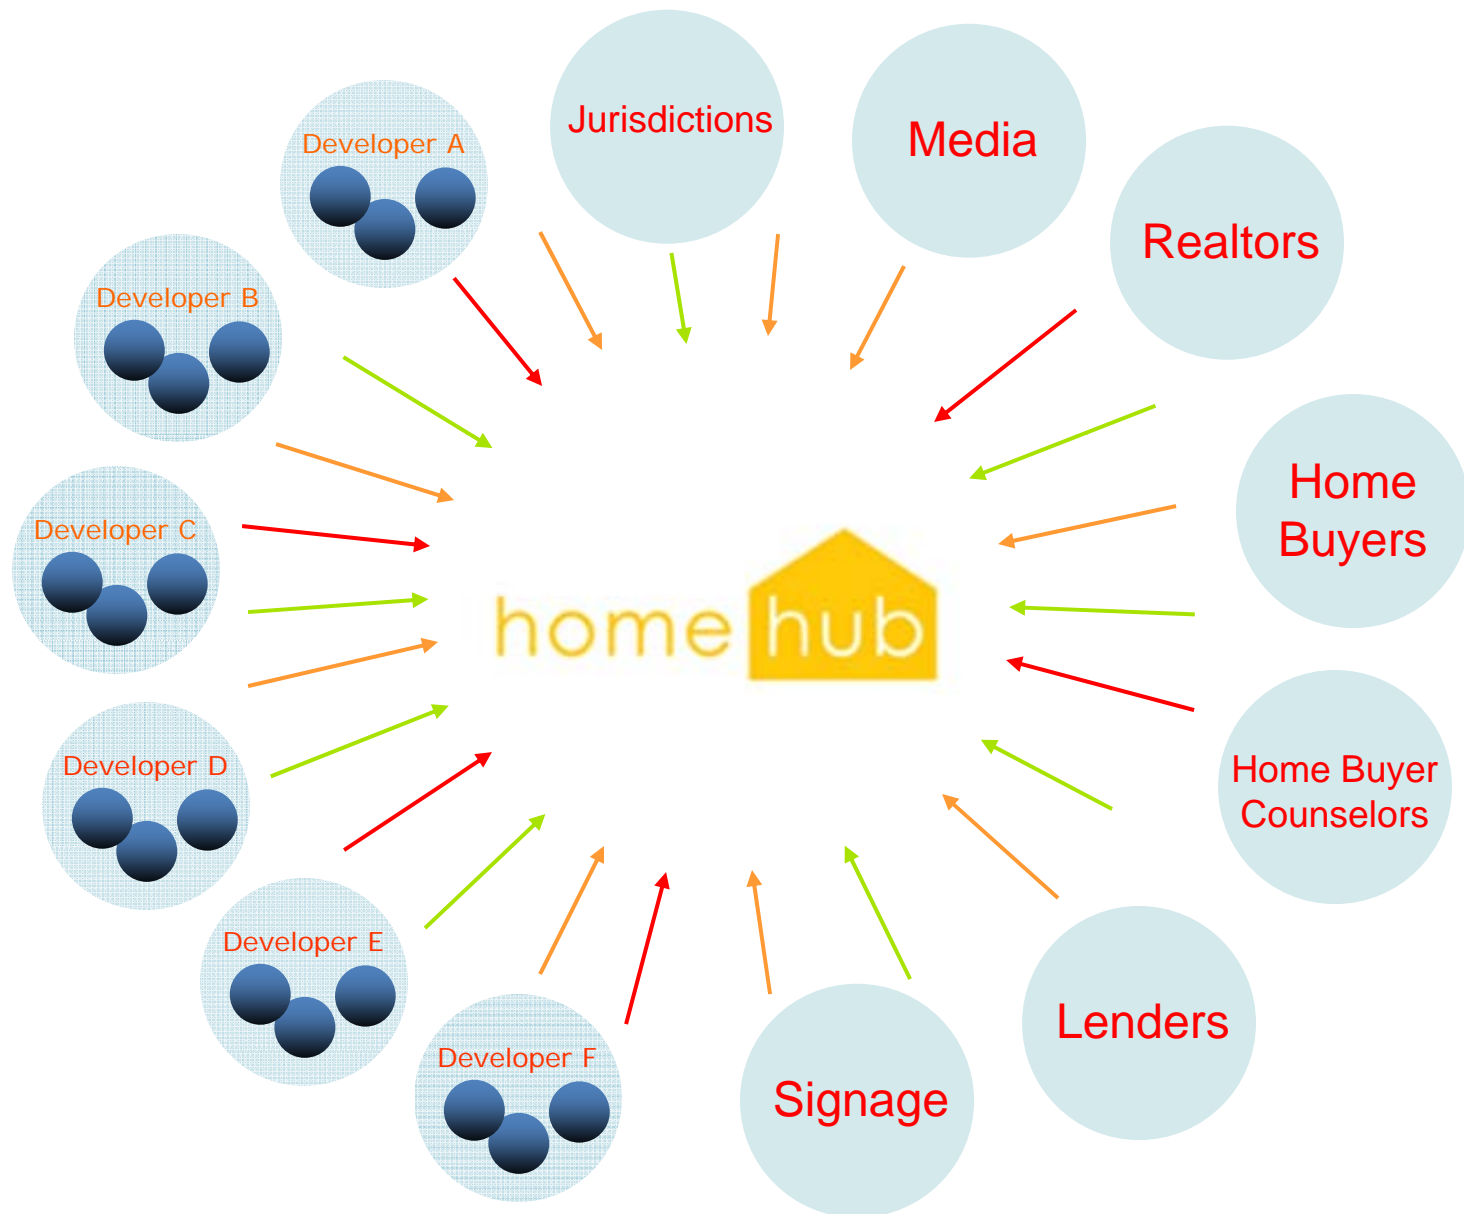 Jurisdictions
Media
Developer A
Realtors
Developer B
Home
Buyers
Developer C
home hub
Developer D
Home Buyer
Counselors
Developer E
Lenders
Developer F
Signage